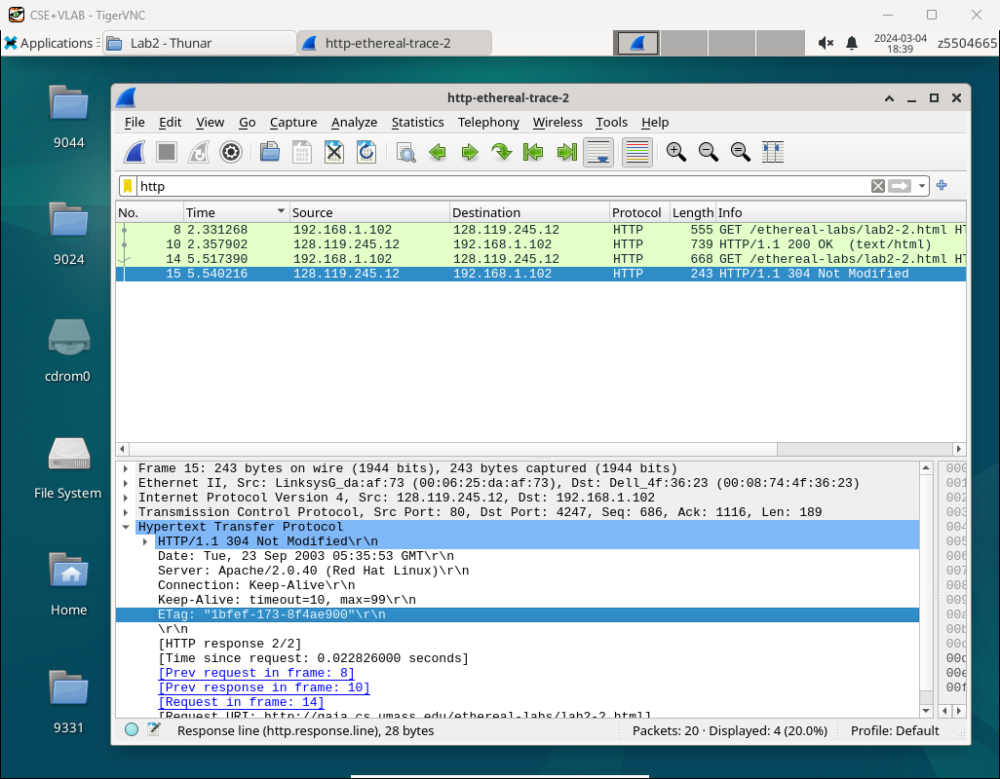 CSE+VLAB - TigerVNC
Applications
Lab2 - Thunar
http-ethereal-trace-2
2024-03-04
18:39
z5504665
9044
9024
cdrom0
File System
Home
9331
http-ethereal-trace-2
File Edit View Go Capture Analyze Statistics Telephony Wireless Tools Help
http
No. Time Source Destination Protocol Length Info
8 2.331268 192.168.1.102 128.119.245.12 HTTP 555 GET /ethereal-labs/lab2-2.html HT
10 2.357902 128.119.245.12 192.168.1.102 HTTP 739 HTTP/1.1 200 OK (text/html)
14 5.517390 192.168.1.102 128.119.245.12 HTTP 668 GET /ethereal-labs/lab2-2.html HT
15 5.540216 128.119.245.12 192.168.1.102 HTTP 243 HTTP/1.1 304 Not Modified
Frame 15: 243 bytes on wire (1944 bits), 243 bytes captured (1944 bits)
Ethernet II, Src: LinksysG_da:af:73 (00:06:25:da:af:73), Dst: Dell_4f:36:23 (00:08:74:4f:36:23)
Internet Protocol Version 4, Src: 128.119.245.12, Dst: 192.168.1.102
Transmission Control Protocol, Src Port: 80, Dst Port: 4247, Seq: 686, Ack: 1116, Len: 189
Hypertext Transfer Protocol
HTTP/1.1 304 Not Modified\r\n
Date: Tue, 23 Sep 2003 05:35:53 GMT\r\n
Server: Apache/2.0.40 (Red Hat Linux)\r\n
Connection: Keep-Alive\r\n
Keep-Alive: timeout=10, max=99\r\n
ETag: "1bfef-173-8f4ae900"\r\n
\r\n
[HTTP response 2/2]
[Time since request: 0.022826000 seconds]
[Prev request in frame: 8]
[Prev response in frame: 10]
[Request in frame: 14]
[Request URI: http://gaia.cs.umass.edu/ethereal-labs/lab2-2.html]
000
001
002
003
004
005
006
007
008
009
00a
00b
00c
00d
00e
00f
Response line (http.response.line), 28 bytes
Packets: 20 · Displayed: 4 (20.0%)
Profile: Default